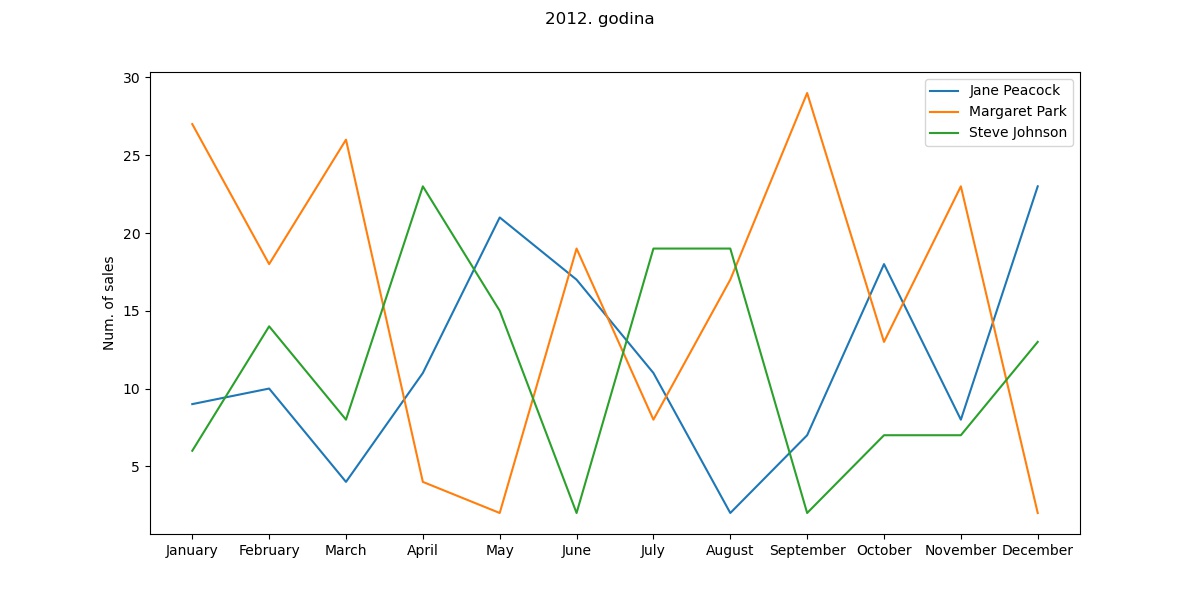 2012. godina
30
25
20
15
10
5
Num. of sales
Jane Peacock
Margaret Park
Steve Johnson
January February March April May June July August September October November December